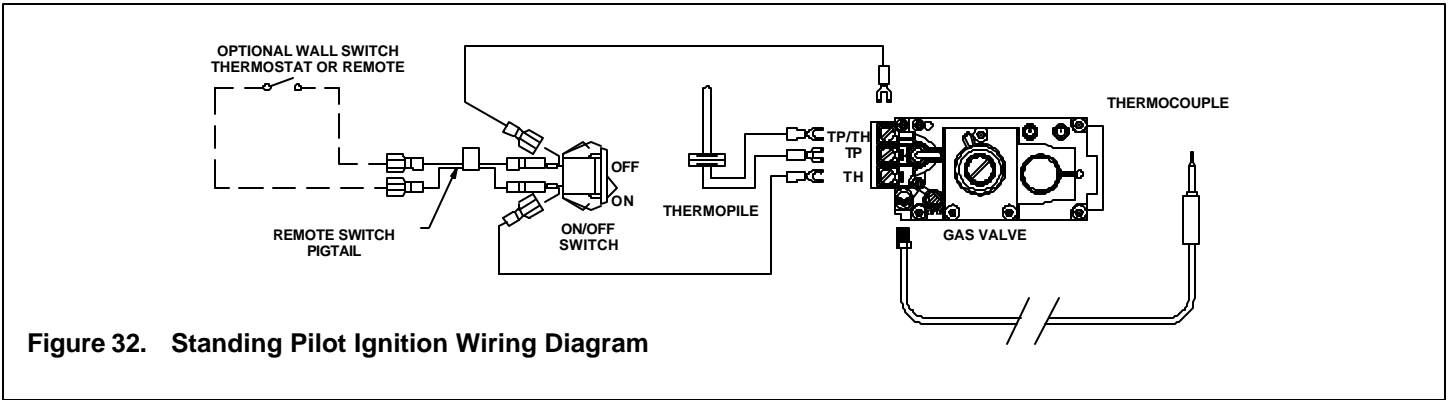 OPTIONAL WALL SWITCH
THERMOSTAT OR REMOTE
THERMOCOUPLE
TP/TH
TP
TH
OFF
ON
THERMOPILE
REMOTE SWITCH
PIGTAIL
ON/OFF
SWITCH
GAS VALVE
Figure 32. Standing Pilot Ignition Wiring Diagram